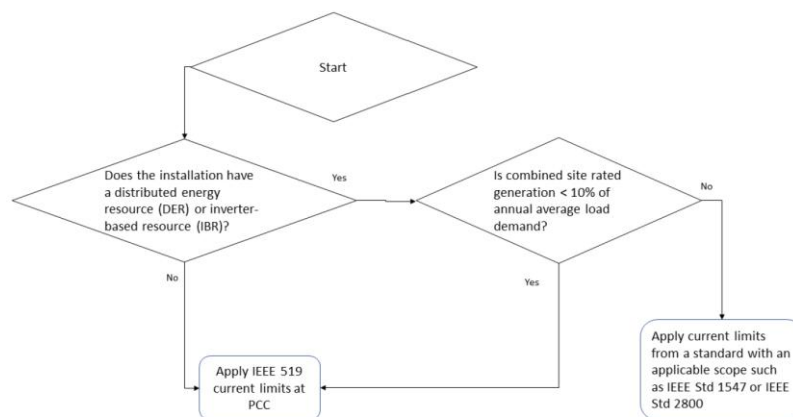 Start
Does the installation have
a distributed energy
resource (DER) or inverter-
based resource (IBR)?
Yes
Is combined site rated
generation < 10% of
annual average load
demand?
No
No
Yes
Apply IEEE 519
current limits at
PCC
Apply current limits
from a standard with an
applicable scope such
as IEEE Std 1547 or IEEE
Std 2800